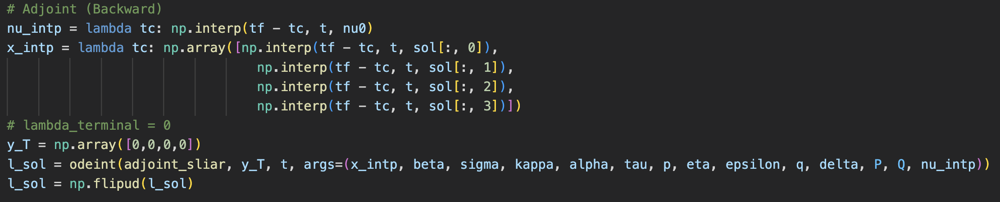 # Adjoint (Backward)
nu_intp = lambda tc: np.interp(tf - tc, t, nu0)
x_intp = lambda tc: np.array([np.interp(tf - tc, t, sol[:, 0]),
                                np.interp(tf - tc, t, sol[:, 1]),
                                np.interp(tf - tc, t, sol[:, 2]),
                                np.interp(tf - tc, t, sol[:, 3])])
# lambda_terminal = 0
y_T = np.array([0,0,0,0])
l_sol = odeint(adjoint_sliar, y_T, t, args=(x_intp, beta, sigma, kappa, alpha, tau, p, eta, epsilon, q, delta, P, Q, nu_intp))
l_sol = np.flipud(l_sol)